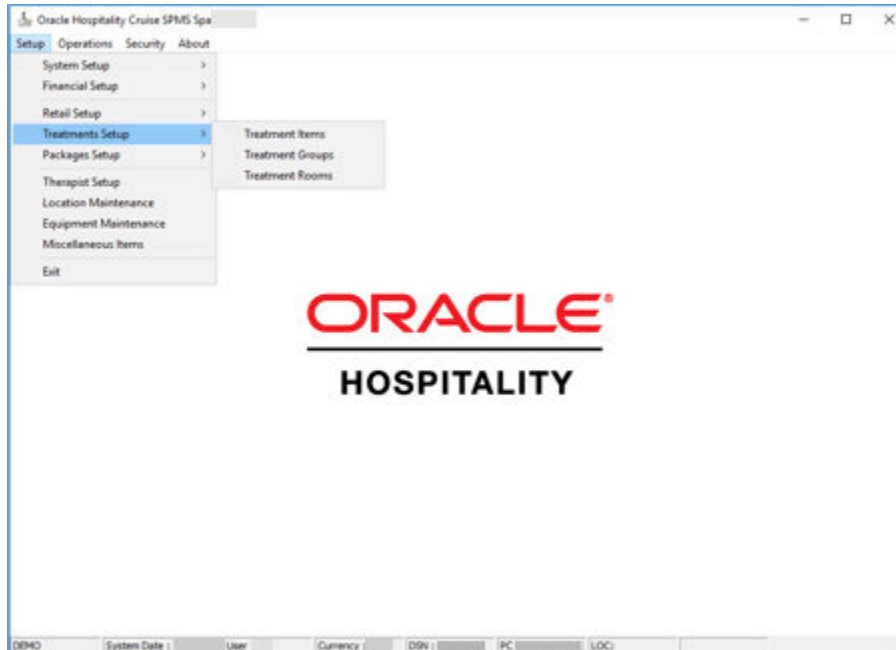 Oracle Hospitality Cruise SPMS Spa
Setup Operations Security About
System Setup
Financial Setup
Retail Setup
Treatments Setup
Packages Setup
Therapist Setup
Location Maintenance
Equipment Maintenance
Miscellaneous Items
Exit
Treatment Items
Treatment Groups
Treatment Rooms
ORACLE
HOSPITALITY
DEMO System Date : User Currency : DSN : PC LOC: